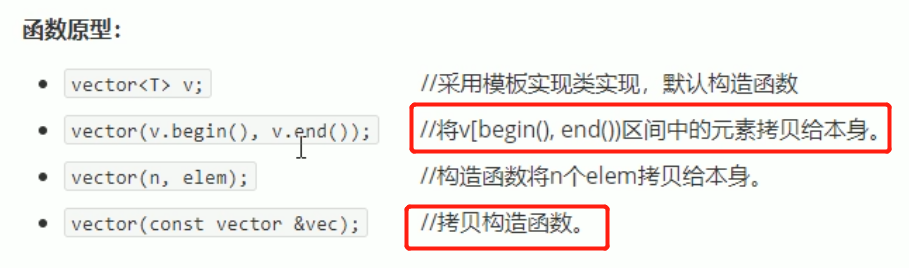 函数原型：
• vector<T> v; //采用模板实现类实现，默认构造函数
• vector(v.begin(), v.end()); //将v[begin(), end())区间中的元素拷贝给本身。
• vector(n, elem); //构造函数将n个elem拷贝给本身。
• vector(const vector &vec); //拷贝构造函数。